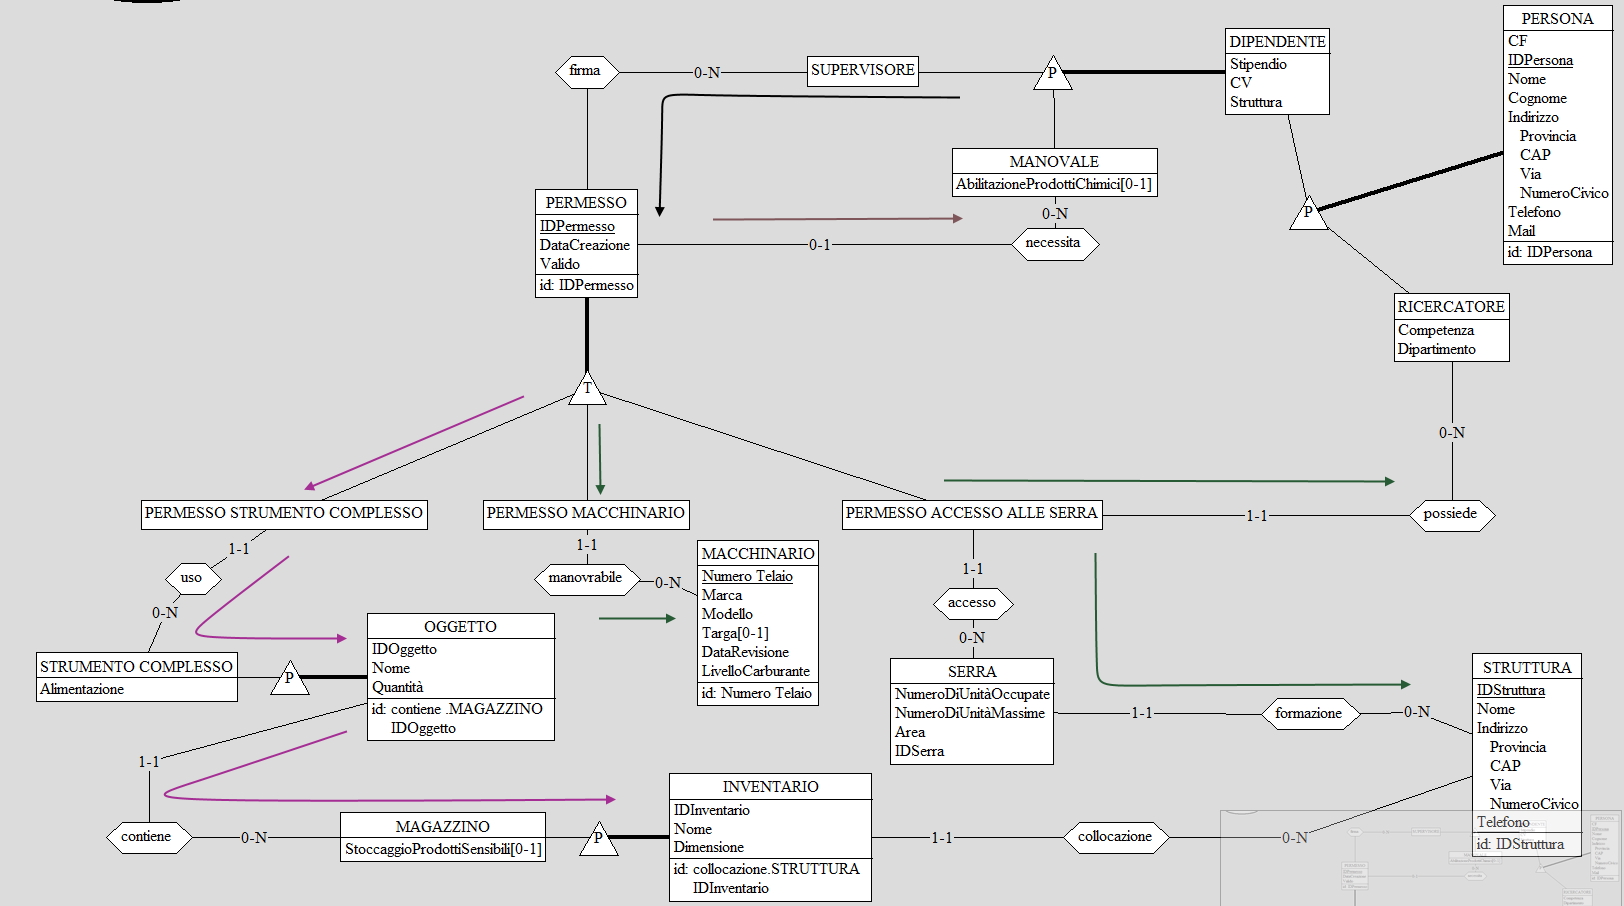 firma
0-N
SUPERVISORE
P
DIPENDENTE
Stipendio
CV
Struttura
PERSONA
CF
IDPersona
Nome
Cognome
Indirizzo
Provincia
CAP
Via
NumeroCivico
Telefono
Mail
id: IDPersona
MANOVALE
AbilitazioneProdottiChimici[0-1]
0-N
necessita
0-1
P
PERMESSO
IDPermesso
DataCreazione
Valido
id: IDPermesso
RICERCATORE
Competenza
Dipartimento
0-N
T
PERMESSO STRUMENTO COMPLESSO
PERMESSO MACCHINARIO
PERMESSO ACCESSO ALLE SERRA
1-1
possiede
1-1
uso
0-N
1-1
manovrabile
0-N
MACCHINARIO
Numero Telaio
Marca
Modello
Targa[0-1]
DataRevisione
LivelloCarburante
id: Numero Telaio
1-1
accesso
0-N
STRUMENTO COMPLESSO
Alimentazione
P
OGGETTO
IDOggetto
Nome
Quantità
id: contiene .MAGAZZINO
IDOggetto
SERRA
NumeroDiUnitàOccupate
NumeroDiUnitàMassime
Area
IDSerra
1-1
formazione
0-N
STRUTTURA
IDStruttura
Nome
Indirizzo
Provincia
CAP
Via
NumeroCivico
Telefono
id: IDStruttura
1-1
contiene
0-N
MAGAZZINO
StoccaggioProdottiSensibili[0-1]
P
INVENTARIO
IDInventario
Nome
Dimensione
id: collocazione.STRUTTURA
IDInventario
1-1
collocazione
0-N